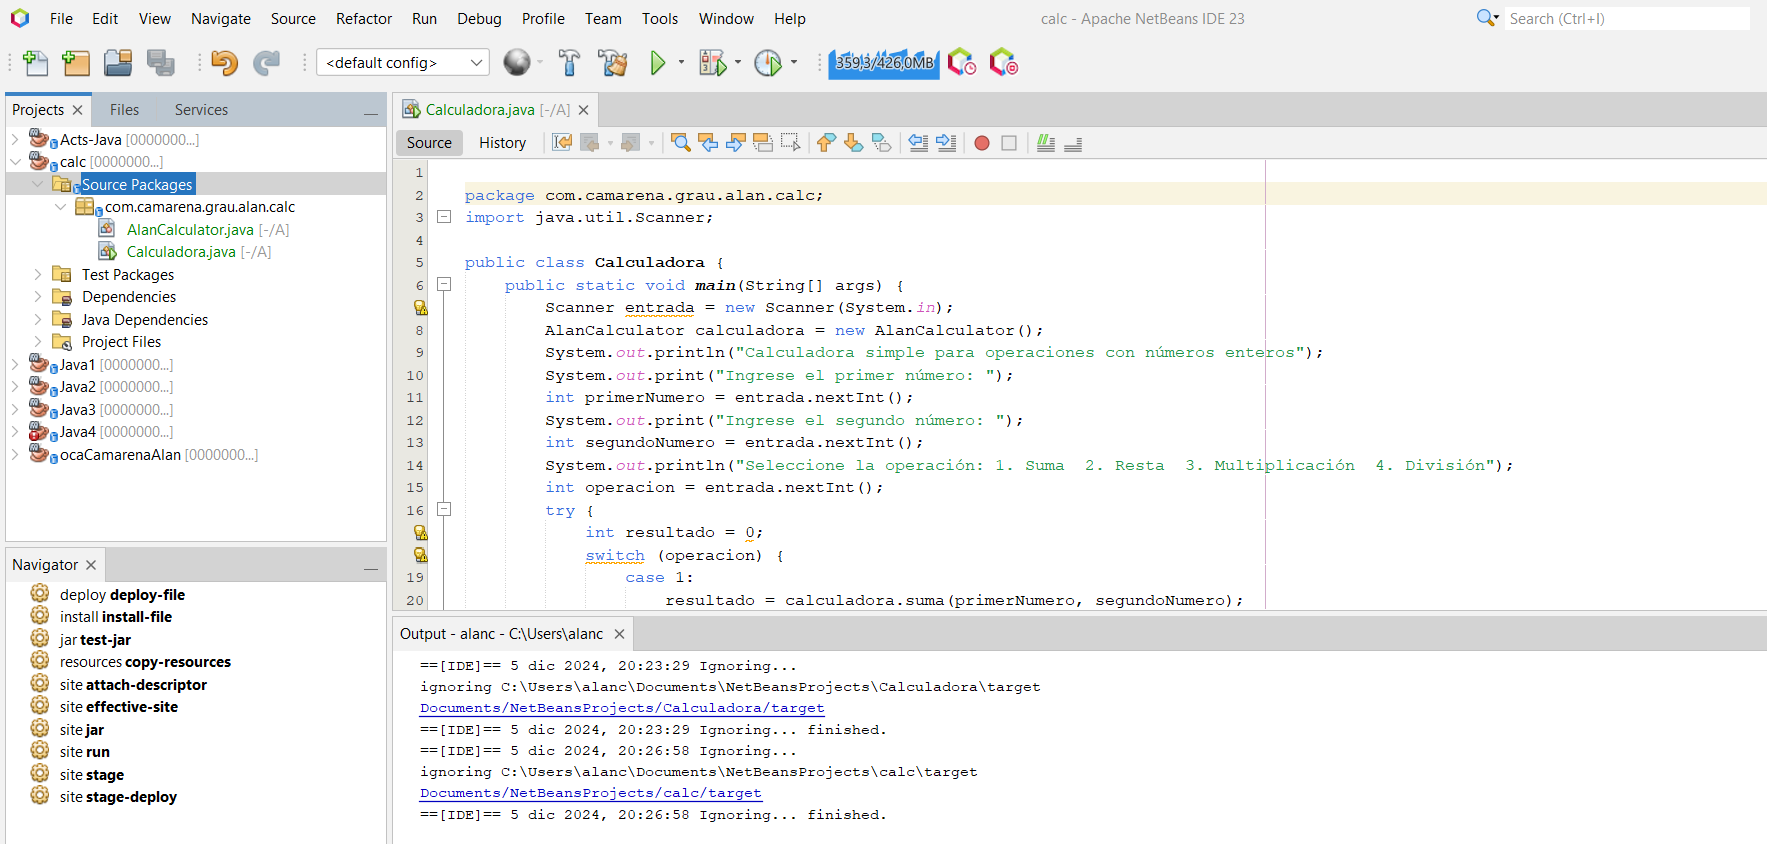 File Edit View Navigate Source Refactor Run Debug Profile Team Tools Window Help
calc - Apache NetBeans IDE 23
Search (Ctrl+I)
<default config>
359,3/426,0MB
Projects Files Services
Acts-Java [0000000...]
calc [0000000...]
Source Packages
com.camarena.grau.alan.calc
AlanCalculator.java [-/A]
Calculadora.java [-/A]
Test Packages
Dependencies
Java Dependencies
Project Files
Java1 [0000000...]
Java2 [0000000...]
Java3 [0000000...]
Java4 [0000000...]
ocaCamarenaAlan [0000000...]
Navigator
deploy deploy-file
install install-file
jar test-jar
resources copy-resources
site attach-descriptor
site effective-site
site jar
site run
site stage
site stage-deploy
Calculadora.java [-/A]
Source History
1
2 package com.camarena.grau.alan.calc;
3 import java.util.Scanner;
4
5 public class Calculadora {
6 public static void main(String[] args) {
Scanner entrada = new Scanner(System.in);
8 AlanCalculator calculadora = new AlanCalculator();
9 System.out.println("Calculadora simple para operaciones con números enteros");
10 System.out.print("Ingrese el primer número: ");
11 int primerNumero = entrada.nextInt();
12 System.out.print("Ingrese el segundo número: ");
13 int segundoNumero = entrada.nextInt();
14 System.out.println("Seleccione la operación: 1. Suma  2. Resta  3. Multiplicación  4. División");
15 int operacion = entrada.nextInt();
16 try {
int resultado = 0;
switch (operacion) {
19 case 1:
20 resultado = calculadora.suma(primerNumero, segundoNumero);
Output - alanc - C:\Users\alanc
==[IDE]== 5 dic 2024, 20:23:29 Ignoring...
ignoring C:\Users\alanc\Documents\NetBeansProjects\Calculadora\target
Documents/NetBeansProjects/Calculadora/target
==[IDE]== 5 dic 2024, 20:23:29 Ignoring... finished.
==[IDE]== 5 dic 2024, 20:26:58 Ignoring...
ignoring C:\Users\alanc\Documents\NetBeansProjects\calc\target
Documents/NetBeansProjects/calc/target
==[IDE]== 5 dic 2024, 20:26:58 Ignoring... finished.